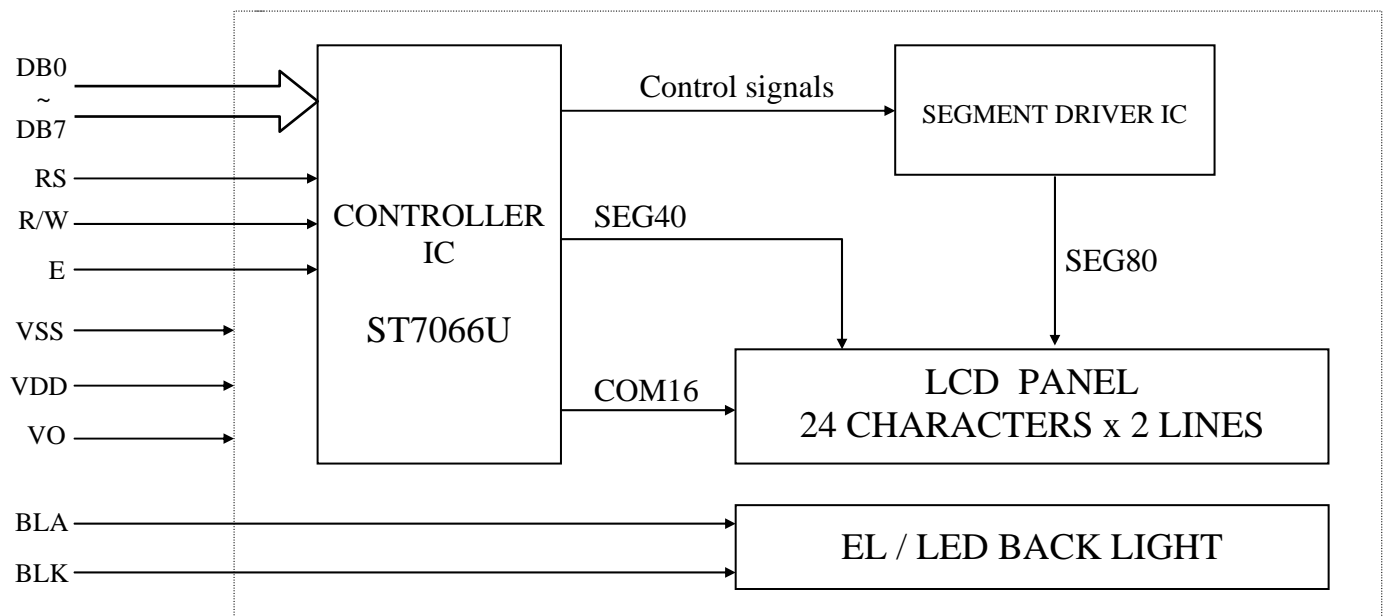 DB0
~
DB7
RS
R/W
E
VSS
VDD
VO
BLA
BLK
CONTROLLER
IC
ST7066U
Control signals
SEGMENT DRIVER IC
SEG40
SEG80
COM16
LCD PANEL
24 CHARACTERS x 2 LINES
EL / LED BACK LIGHT